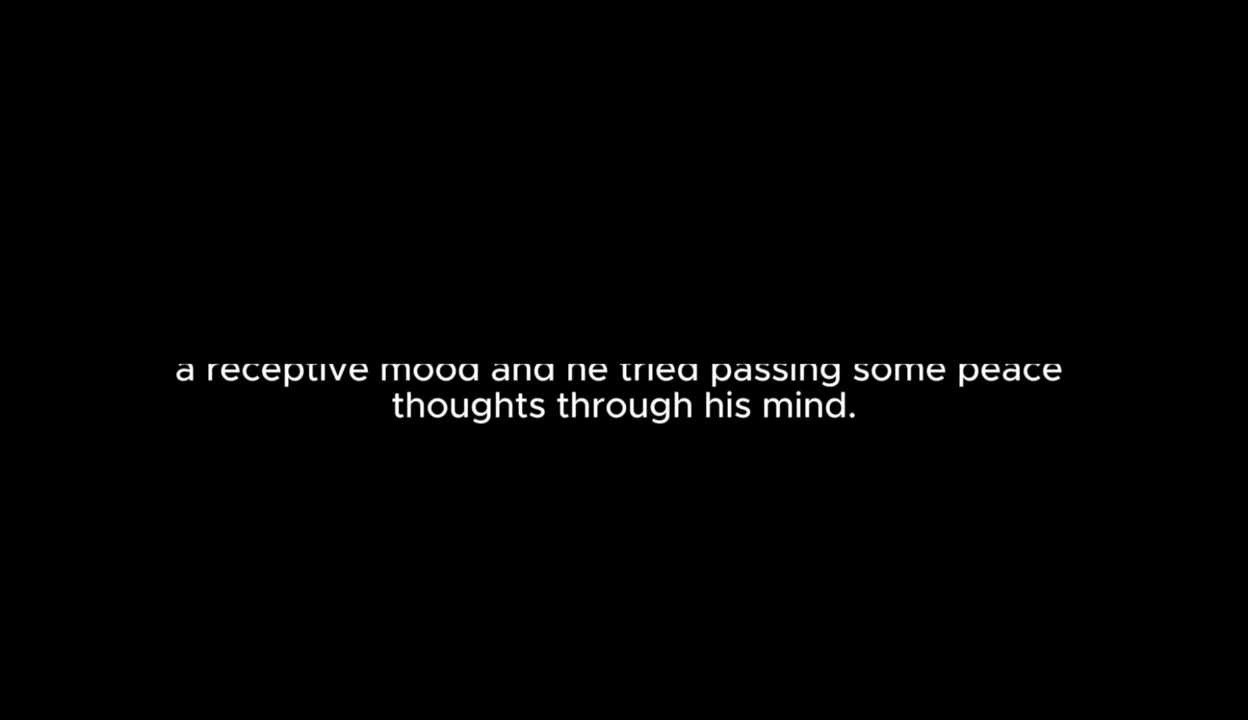 a receptive mood and he tried passing some peace
thoughts through his mind.